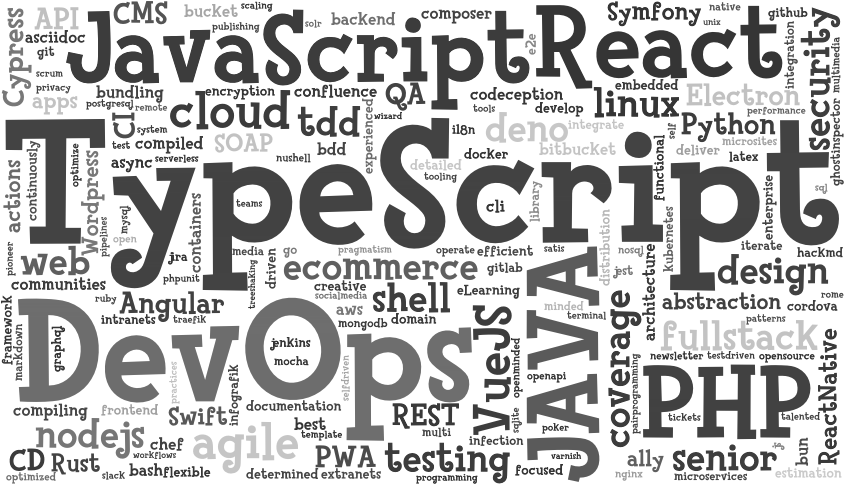 Cypress
API
asciidoc
git
scrum
privacy
apps
CMS
bucket
scaling
publishing
solr
backend
composer
JavaScript
e2e
React
Symfony
native
unix
github
integration
security
multimedia
ghostinspector
bundling
postgresql
remote
encryption
confluence
QA
codeception
tools
develop
embedded
linux
Electron
performance
cloud
tdd
experienced
wizard
CI
system
test
compiled
SOAP
bdd
nushell
il8n
deno
integrate
bitbucket
docker
detailed
tooling
functional
self
Python
microsites
deliver
latex
async
serverless
TypeScript
actions
continuously
optimize
Wordpress
pipelines
mysql
open
pioneer
containers
teams
cli
library
distribution
kubernetes
enterprise
sql
iterate
hackmd
web
communities
jra
phpunit
media
go
pragmatism
operate
efficient
satis
nosql
jest
treeshaking
driven
ecommerce
gitlab
creative
socialmedia
aws
mongodb
shell
domain
eLearning
minded
terminal
architecture
design
rome
abstraction
cordova
patterns
ruby
Angular
intranets
traefik
framework
markdown
graphql
DevOps
jenkins
mocha
practices
infografik
selfdriven
VueJS
openminded
sqlite
JAVA
openapi
poker
varnish
coverage
pairprogramming
fullstack
newsletter
testdriven
opensource
PHP
tickets
talented
ReactNative
compiling
frontend
Swift
documentation
REST
multi
best
template
infection
nodejs
chef
workflows
agile
CD
Rust
optimized
slack
bash
flexible
determined
extranets
PWA
testing
programming
focused
nginx
ally
senior
microservices
bun
estimation